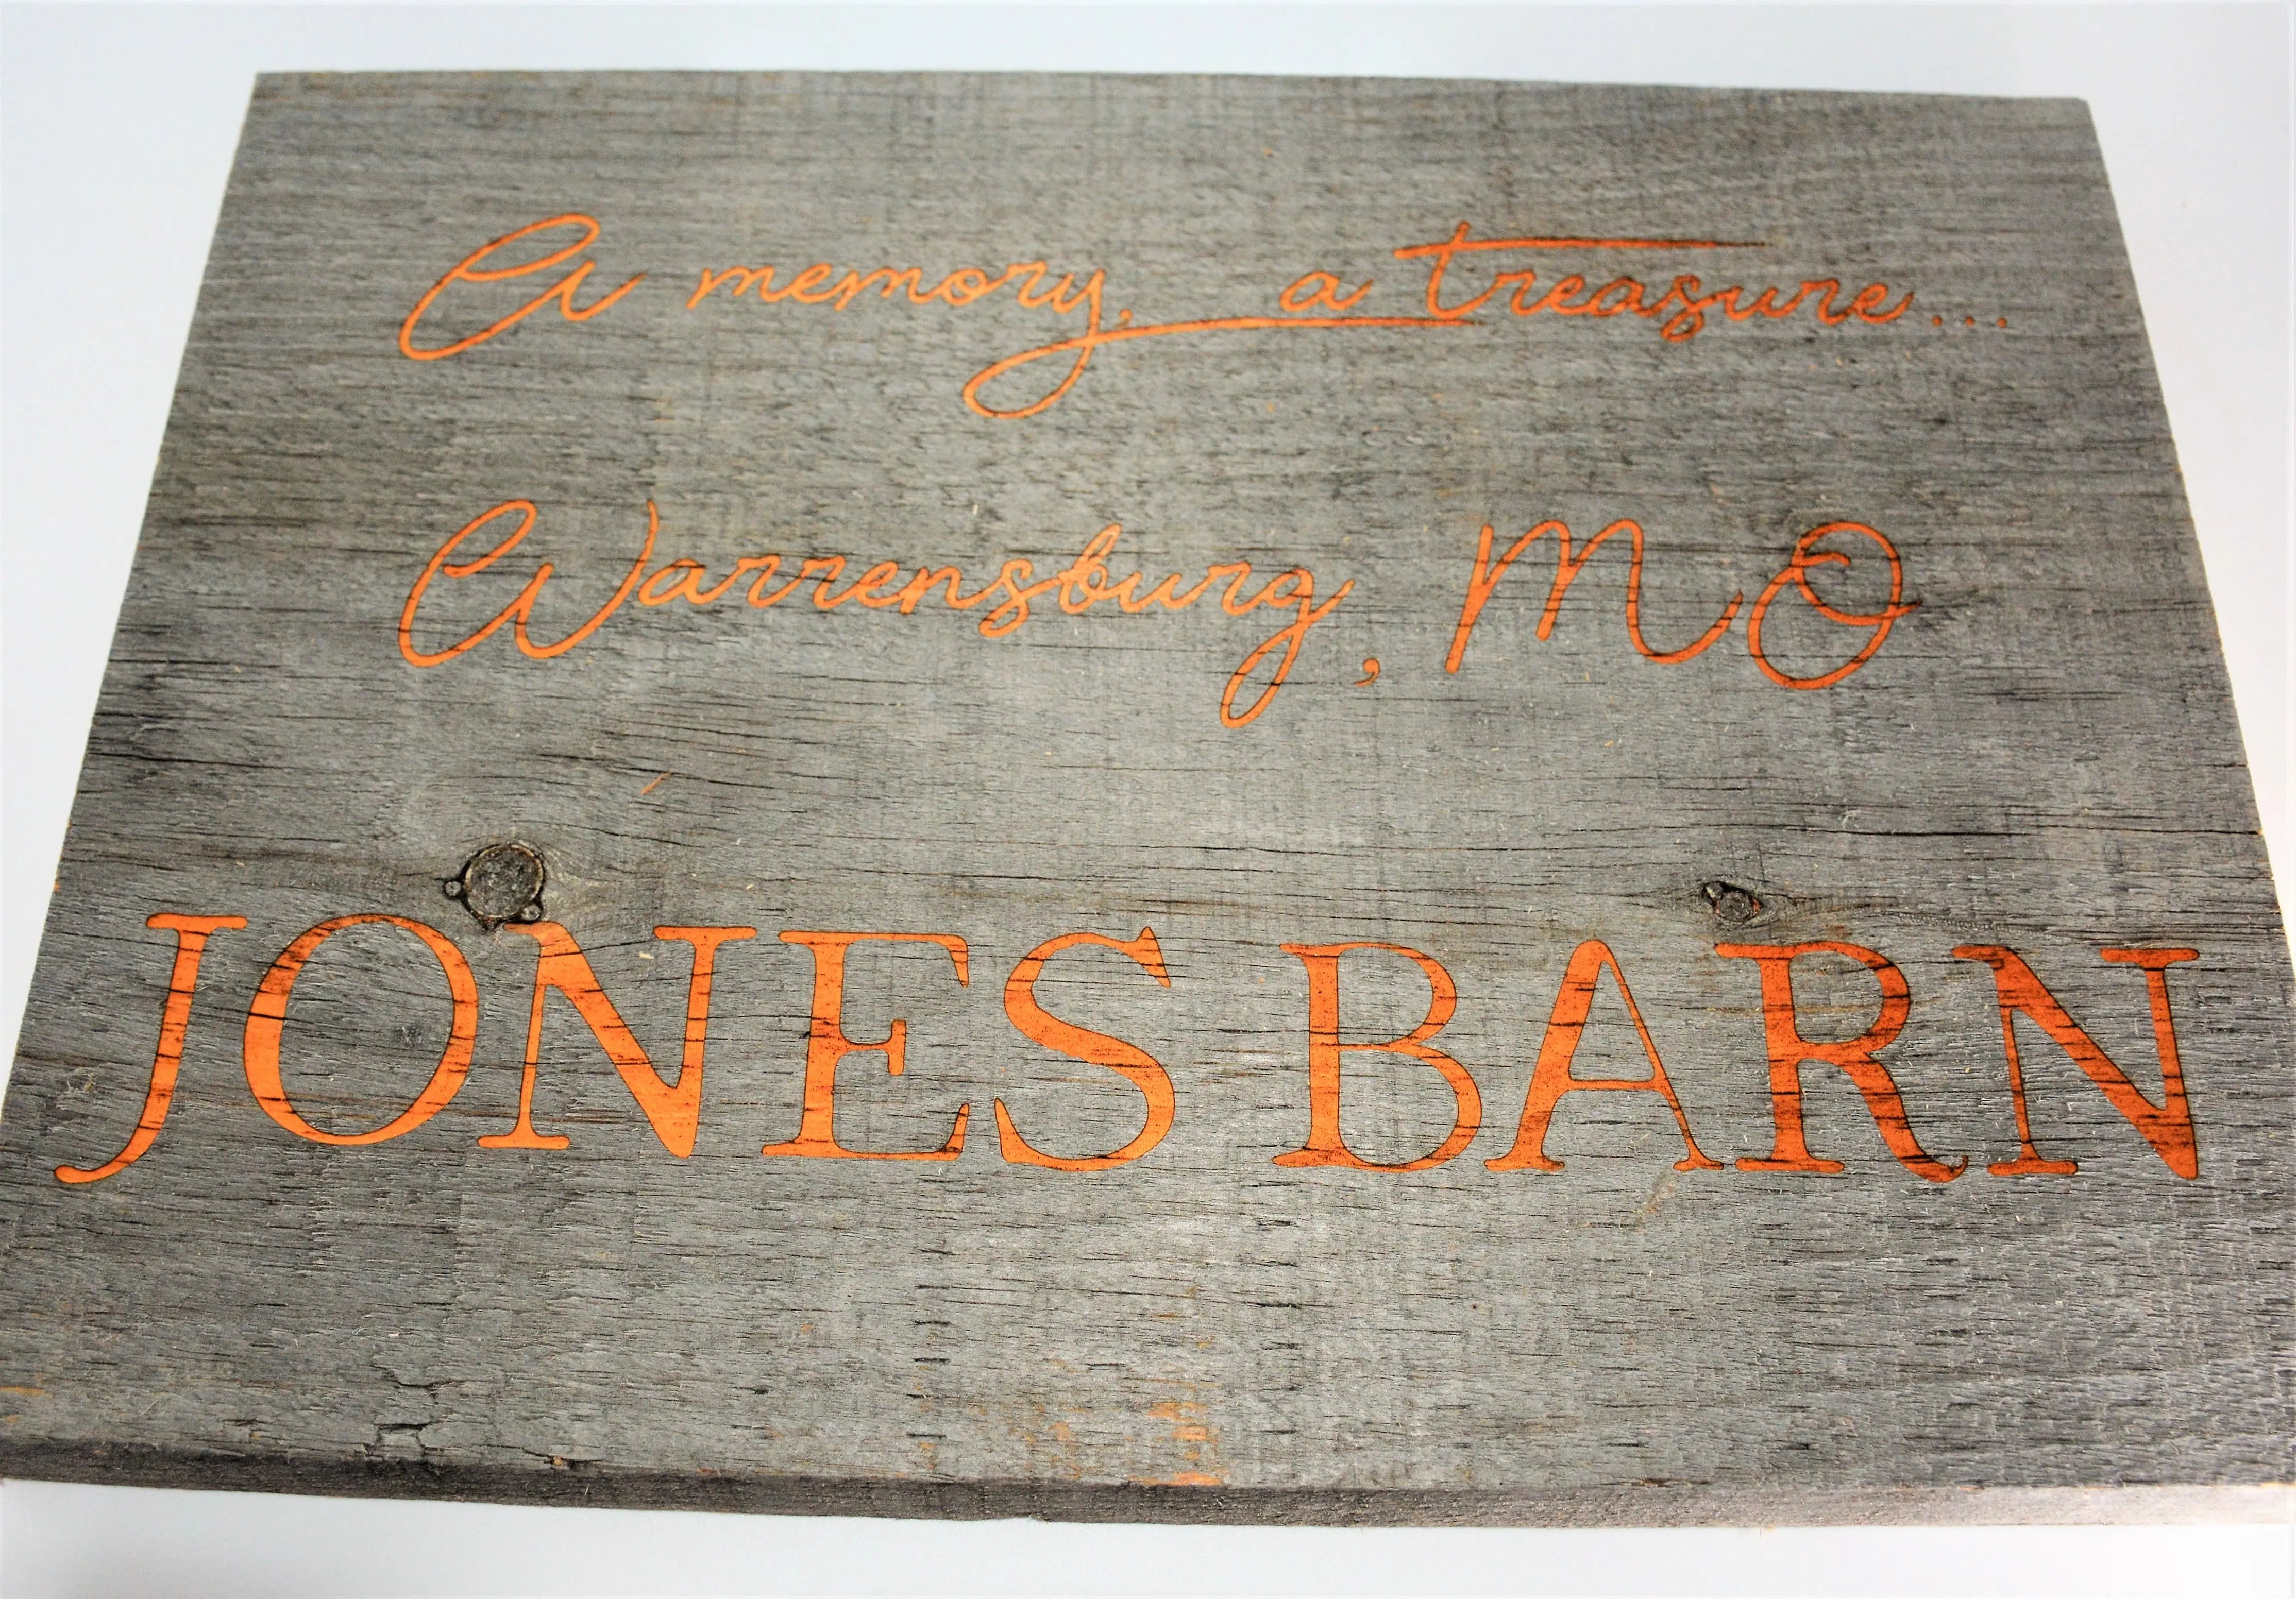 A memory, a treasure...
Warrensburg, MO
JONES BARN